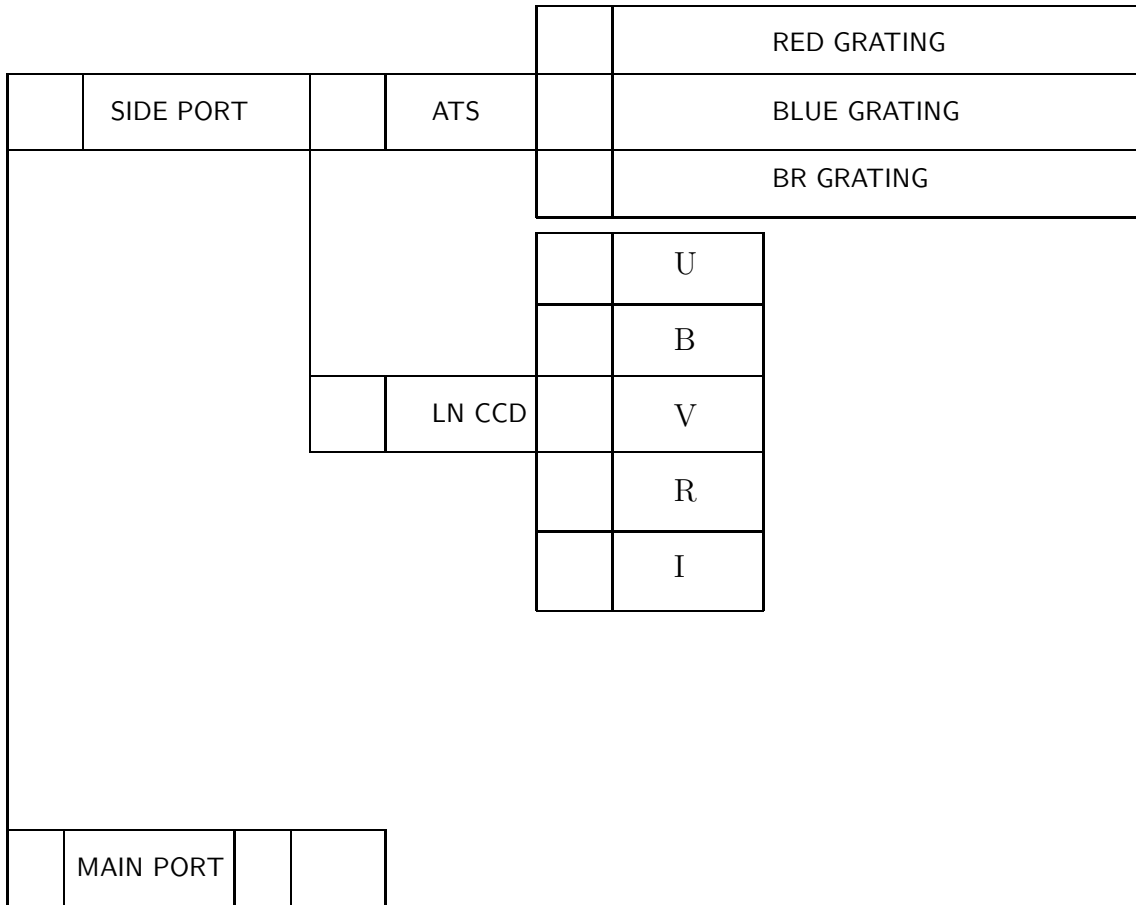 RED GRATING
SIDE PORT ATS BLUE GRATING
BR GRATING
U
B
LN CCD V
R
I
MAIN PORT